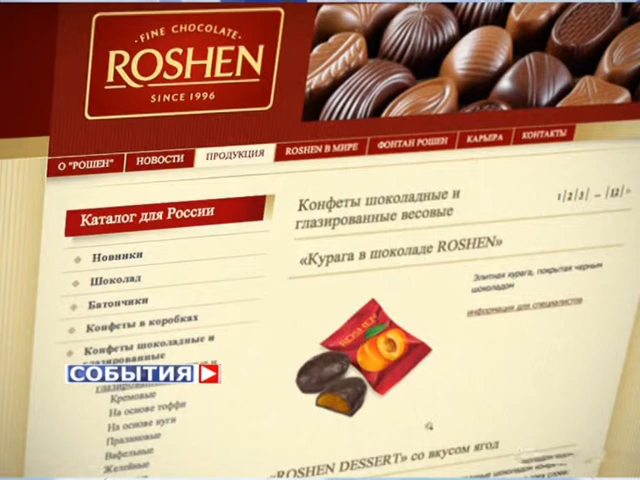 · FINE CHOCOLATE ·
ROSHEN
SINCE 1996
О "РОШЕН"
НОВОСТИ
ПРОДУКЦИЯ
ROSHEN В МИРЕ
ФОНТАН РОШЕН
КАРЬЕРА
КОНТАКТЫ
Каталог для России
Новинки
Шоколад
Батончики
Конфеты в коробках
Конфеты шоколадные и
глазированные
СОБЫТИЯ
Кремовые
На основе тоффи
На основе нуги
Пралиновые
Вафельные
Желейные
Конфеты шоколадные и
глазированные весовые
1/ 2/ 3/ ... /12/ »
«Курага в шоколаде ROSHEN»
Элитная курага, покрытая черным
шоколадом
информация для специалистов
ROSHEN
«ROSHEN DESSERT» со вкусом ягод